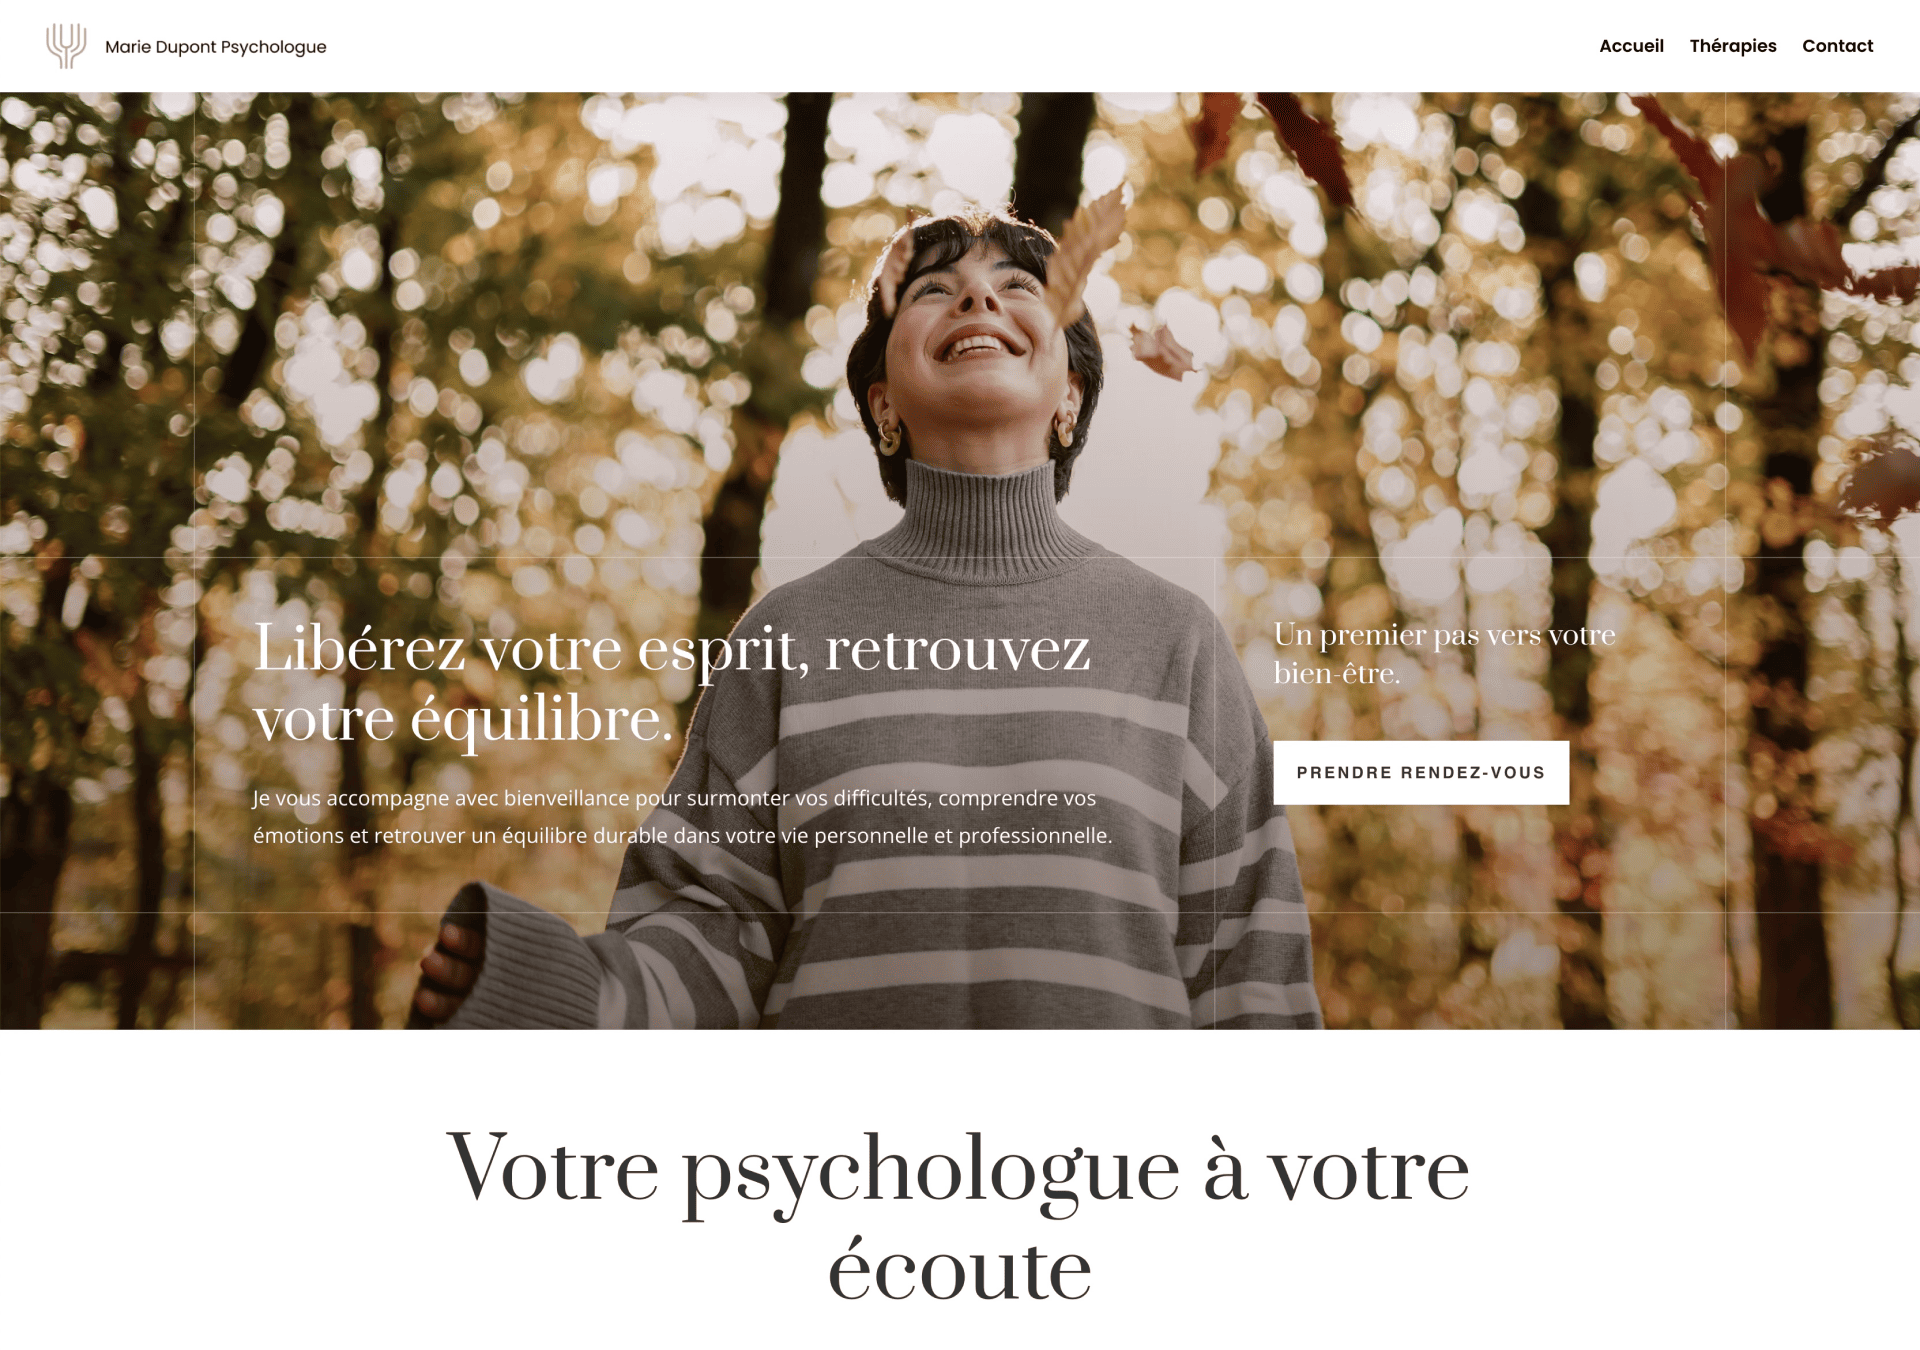 Marie Dupont Psychologue
Accueil Thérapies Contact
Libérez votre esprit, retrouvez
votre équilibre.
Je vous accompagne avec bienveillance pour surmonter vos difficultés, comprendre vos
émotions et retrouver un équilibre durable dans votre vie personnelle et professionnelle.
Un premier pas vers votre
bien-être.
PRENDRE RENDEZ-VOUS
Votre psychologue à votre
écoute